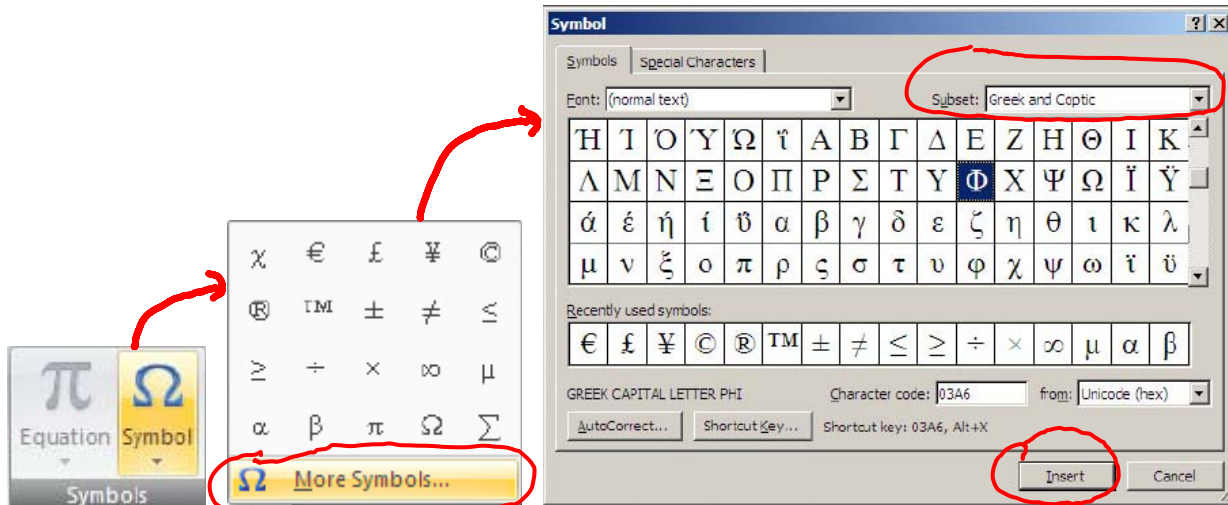 π Ω
Equation Symbol
Symbols
χ € £ ¥ ©
® ™ ± ≠ ≤
≥ ÷ × ∞ µ
α β π Ω ∑
Ω More Symbols...
Symbol ? X
Symbols Special Characters
Font: (normal text) Subset: Greek and Coptic
Ή Ί Ό Ύ Ώ ΐ Α Β Γ Δ Ε Ζ Η Θ Ι Κ
Λ Μ Ν Ξ Ο Π Ρ Σ Τ Υ Φ Χ Ψ Ω Ϊ Ϋ
ά έ ή ί ΰ α β γ δ ε ζ η θ ι κ λ
μ ν ξ ο π ρ ς σ τ υ φ χ ψ ω ϊ ϋ
Recently used symbols:
€ £ ¥ © ® ™ ± ≠ ≤ ≥ ÷ × ∞ µ α β
GREEK CAPITAL LETTER PHI Character code: 03A6 from: Unicode (hex)
AutoCorrect... Shortcut Key... Shortcut key: 03A6, Alt+X
Insert Cancel